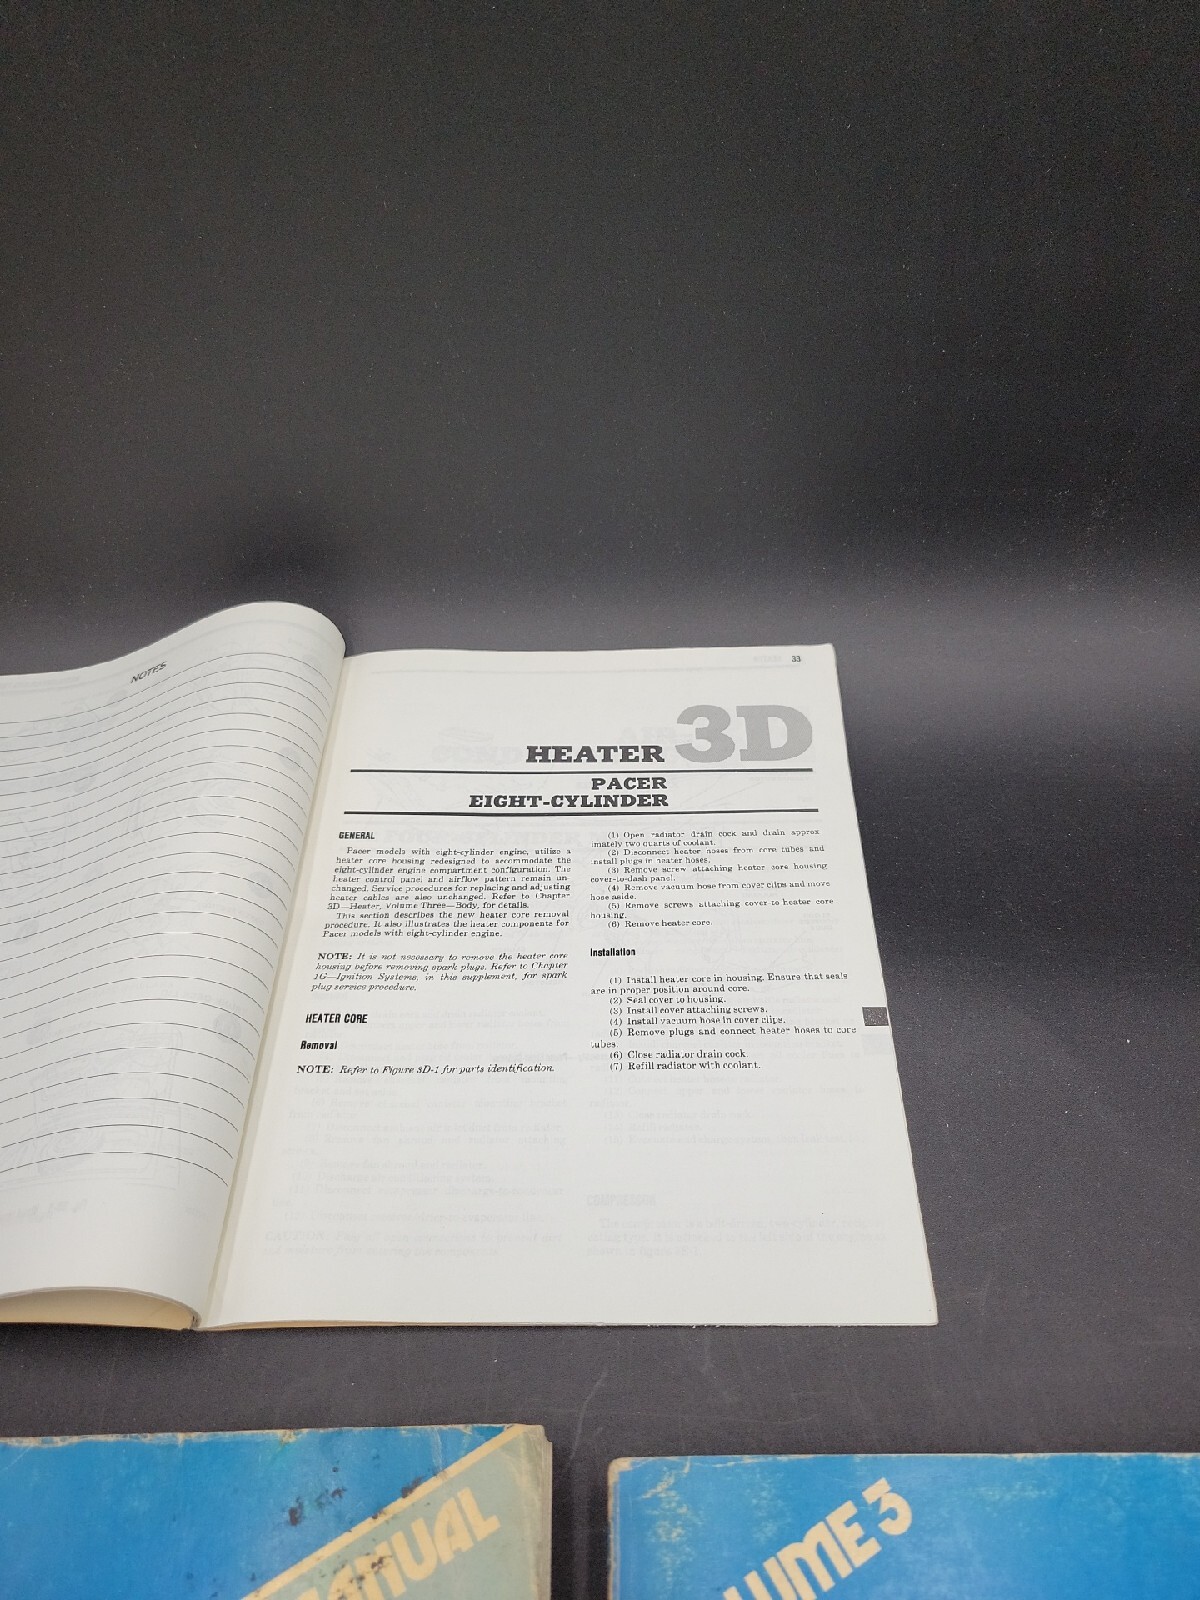 NOTES
33
HEATER 3D
PACER
EIGHT-CYLINDER
GENERAL
Pacer models with eight-cylinder engine, utilize a
heater core housing redesigned to accommodate the
eight-cylinder engine compartment configuration. The
heater control panel and airflow pattern remain un-
changed. Service procedures for replacing and adjusting
heater cables are also unchanged. Refer to Chapter
3D—Heater, Volume Three—Body, for details.
This section describes the new heater core removal
procedure. It also illustrates the heater components for
Pacer models with eight-cylinder engine.
NOTE: It is not necessary to remove the heater core
housing before removing spark plugs. Refer to Chapter
1G—Ignition Systems, in this supplement, for spark
plug service procedure.
HEATER CORE
Removal
NOTE: Refer to Figure 3D-1 for parts identification.
(1) Open radiator drain cock and drain approx
imately two quarts of coolant.
(2) Disconnect heater hoses from core tubes and
install plugs in heater hoses.
(3) Remove screw attaching heater core housing
cover-to-dash panel.
(4) Remove vacuum hose from cover clips and move
hose aside.
(5) Remove screws attaching cover to heater core
housing.
(6) Remove heater core.
Installation
(1) Install heater core in housing. Ensure that seals
are in proper position around core.
(2) Seal cover to housing.
(3) Install cover attaching screws.
(4) Install vacuum hose in cover clips.
(5) Remove plugs and connect heater hoses to core
tubes.
(6) Close radiator drain cock.
(7) Refill radiator with coolant.
MANUAL
LUME 3